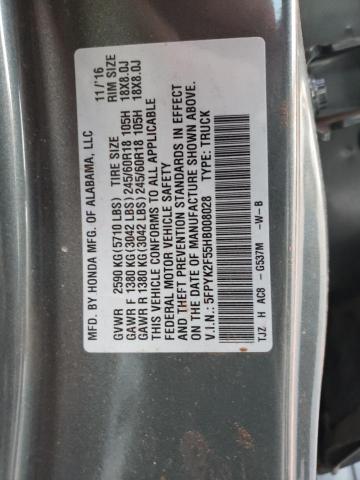 MFD. BY HONDA MFG. OF ALABAMA, LLC 11/16
GVWR 2590 KG(5710 LBS) TIRE SIZE RIM SIZE
GAWR F 1380 KG(3042 LBS) 245/60R18 105H 18X8.0J
GAWR R 1380 KG(3042 LBS) 245/60R18 105H 18X8.0J
THIS VEHICLE CONFORMS TO ALL APPLICABLE
FEDERAL MOTOR VEHICLE SAFETY, BUMPER,
AND THEFT PREVENTION STANDARDS IN EFFECT
ON THE DATE OF MANUFACTURE SHOWN ABOVE.
V.I.N.: 5FPYK2F55HB008028 TYPE: TRUCK
TJZ H AC8 - G537M -W-B